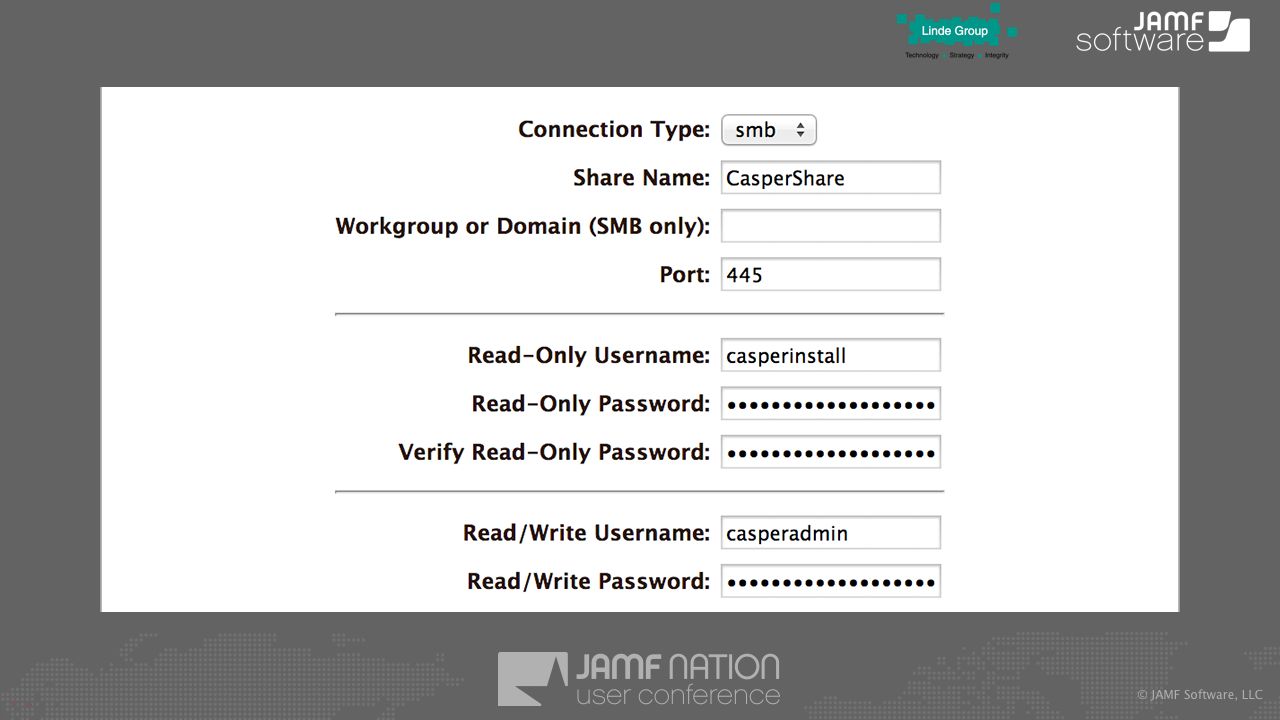 Linde Group
Technology Strategy Integrity
JAMF
software
Connection Type: smb
Share Name: CasperShare
Workgroup or Domain (SMB only):
Port: 445
Read-Only Username: casperinstall
Read-Only Password: •••••••••••••••••••
Verify Read-Only Password: •••••••••••••••••••
Read/Write Username: casperadmin
Read/Write Password: •••••••••••••••••••
JAMF NATION
user conference
© JAMF Software, LLC